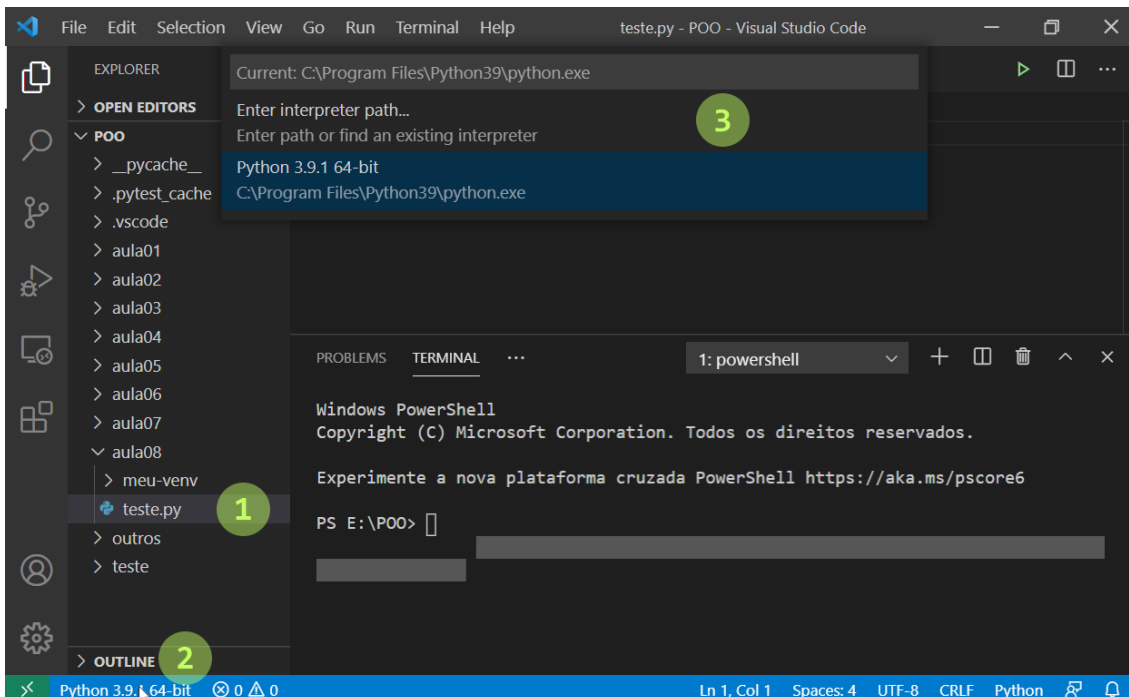 File Edit Selection View Go Run Terminal Help teste.py - POO - Visual Studio Code
EXPLORER
OPEN EDITORS
POO
__pycache__
.pytest_cache
.vscode
aula01
aula02
aula03
aula04
aula05
aula06
aula07
aula08
meu-venv
teste.py
1
outros
teste
OUTLINE
2
Current: C:\Program Files\Python39\python.exe
Enter interpreter path...
Enter path or find an existing interpreter
3
Python 3.9.1 64-bit
C:\Program Files\Python39\python.exe
PROBLEMS TERMINAL ... 1: powershell
Windows PowerShell
Copyright (C) Microsoft Corporation. Todos os direitos reservados.
Experimente a nova plataforma cruzada PowerShell https://aka.ms/pscore6
PS E:\POO>
Python 3.9.1 64-bit 0 0 Ln 1, Col 1 Spaces: 4 UTF-8 CRLF Python